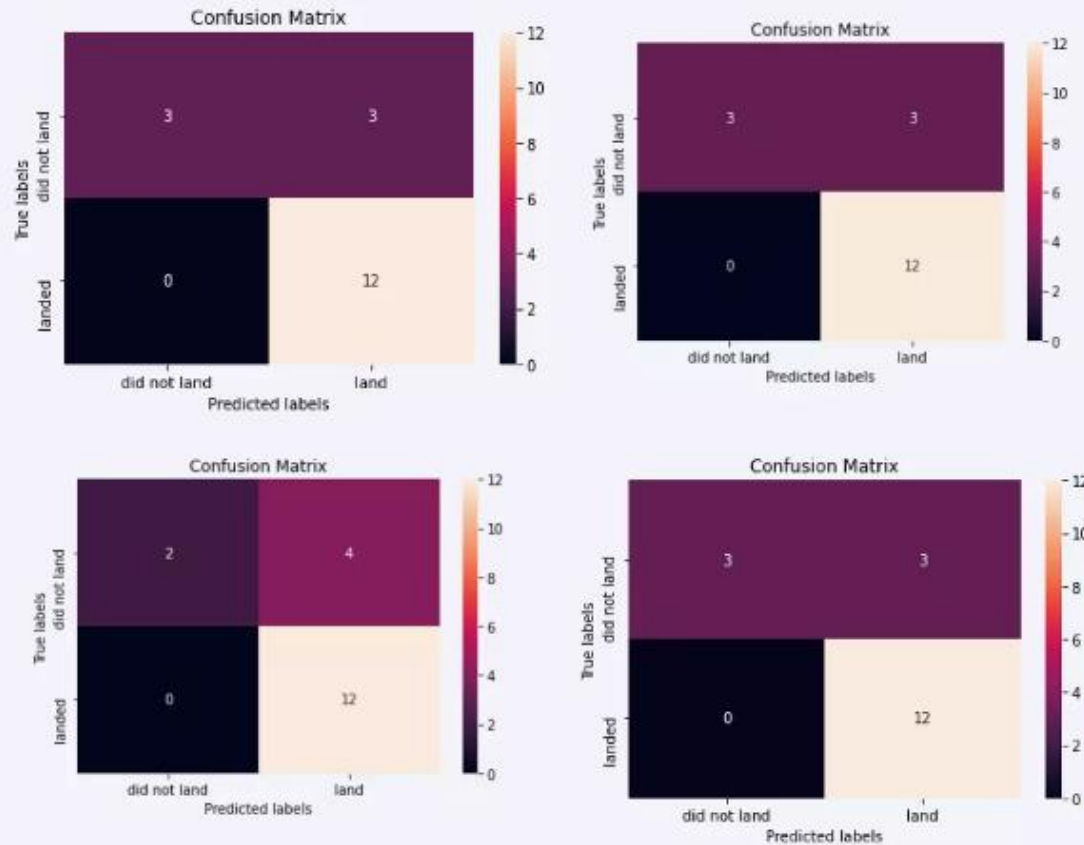 Confusion Matrix
True labels
did not land
landed
3 3
0 12
did not land land
Predicted labels
12
10
8
6
4
2
0
Confusion Matrix
True labels
did not land
landed
3 3
0 12
did not land land
Predicted labels
12
10
8
6
4
2
0
Confusion Matrix
True labels
did not land
landed
2 4
0 12
did not land land
Predicted labels
12
10
8
6
4
2
0
Confusion Matrix
True labels
did not land
landed
3 3
0 12
did not land land
Predicted labels
12
10
8
6
4
2
0